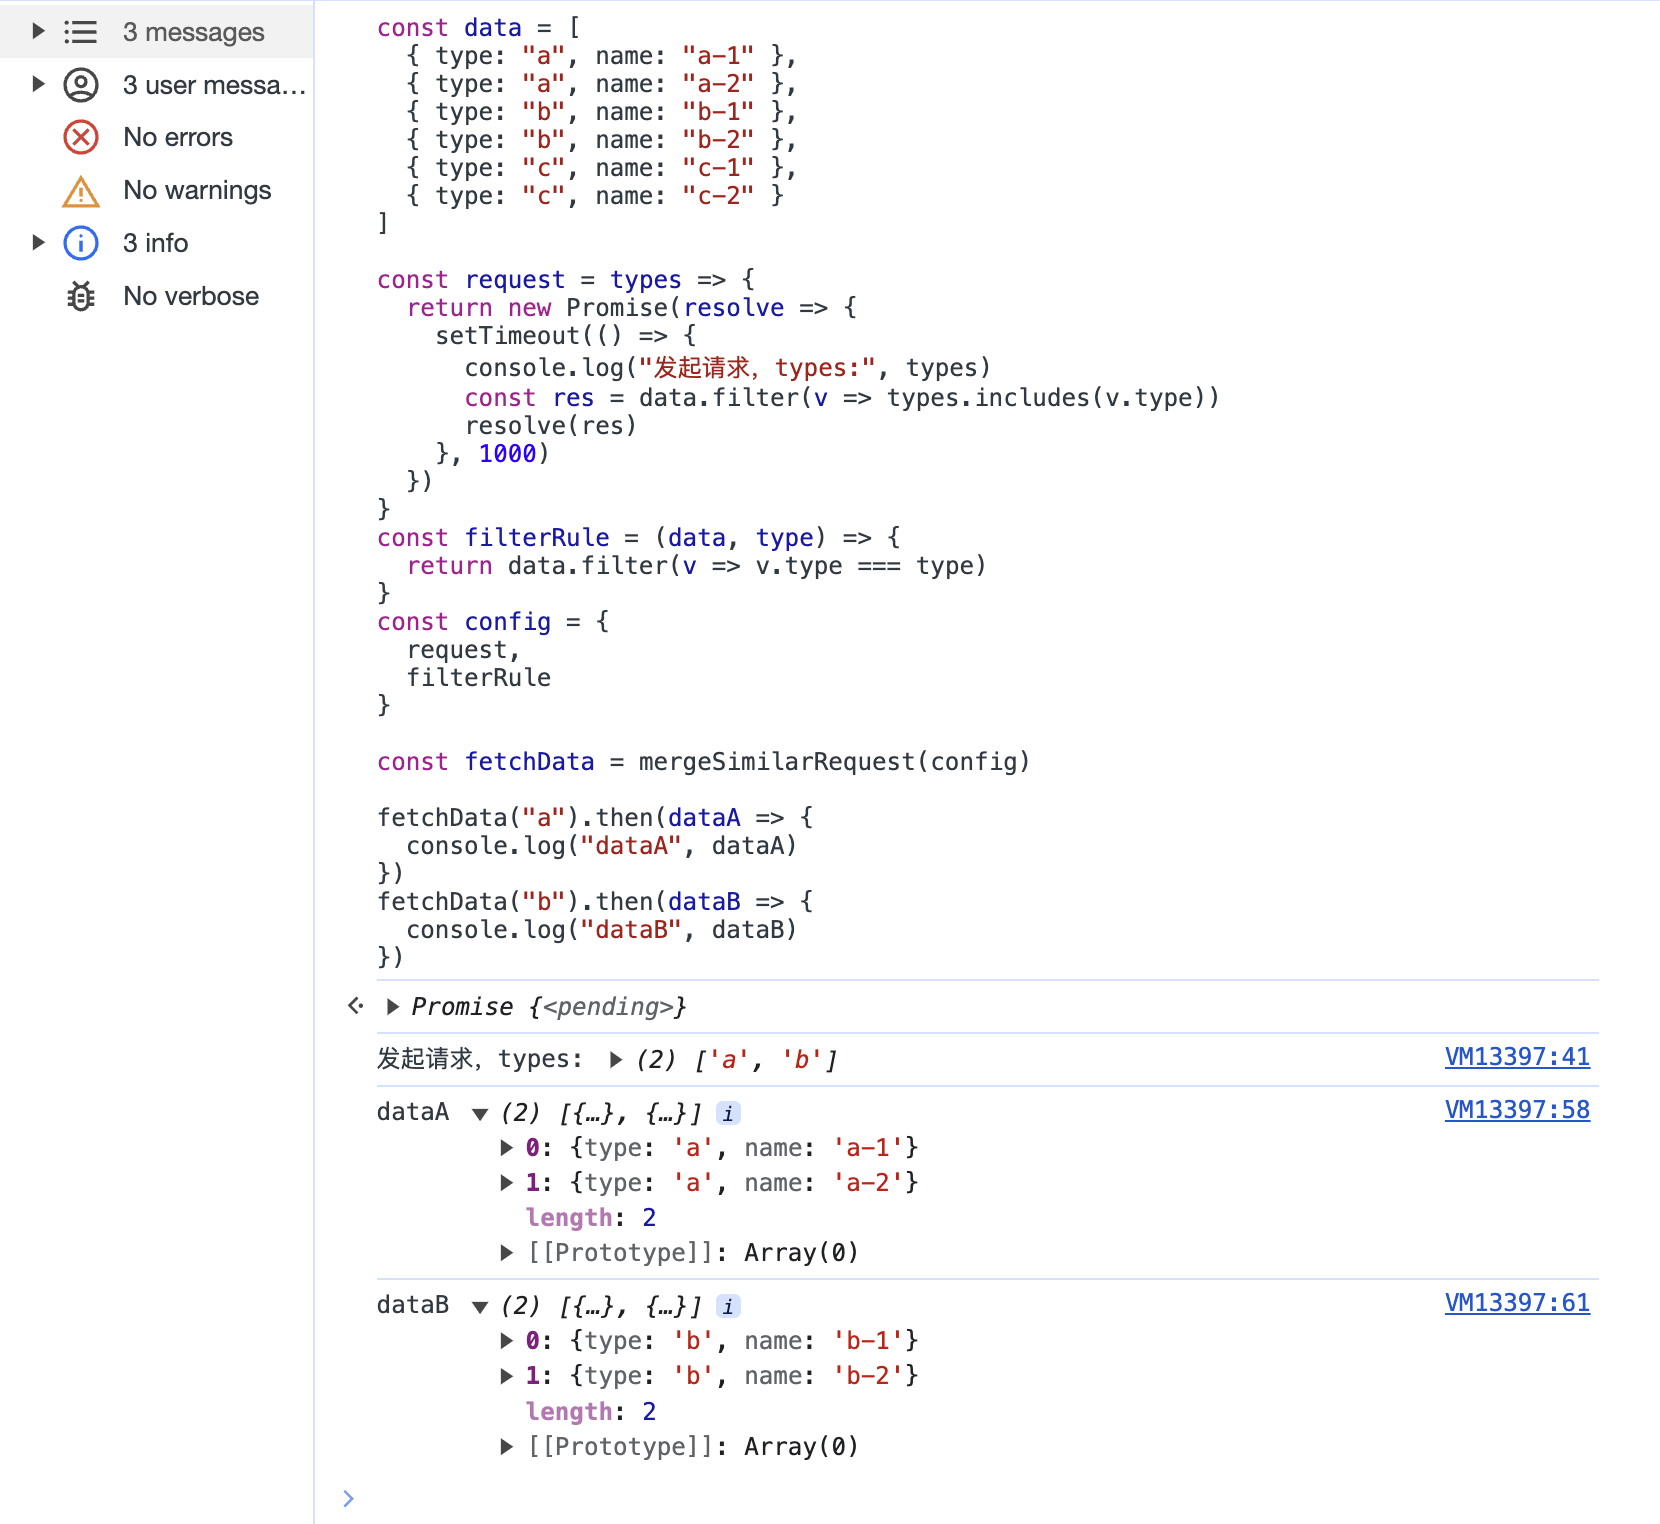 3 messages
3 user messa...
No errors
No warnings
3 info
No verbose
const data = [
  { type: "a", name: "a-1" },
  { type: "a", name: "a-2" },
  { type: "b", name: "b-1" },
  { type: "b", name: "b-2" },
  { type: "c", name: "c-1" },
  { type: "c", name: "c-2" }
]
const request = types => {
  return new Promise(resolve => {
    setTimeout(() => {
      console.log("发起请求，types:", types)
      const res = data.filter(v => types.includes(v.type))
      resolve(res)
    }, 1000)
  })
}
const filterRule = (data, type) => {
  return data.filter(v => v.type === type)
}
const config = {
  request,
  filterRule
}
const fetchData = mergeSimilarRequest(config)
fetchData("a").then(dataA => {
  console.log("dataA", dataA)
})
fetchData("b").then(dataB => {
  console.log("dataB", dataB)
})
Promise {<pending>}
发起请求，types: (2) ['a', 'b'] VM13397:41
dataA (2) [{…}, {…}] i VM13397:58
0: {type: 'a', name: 'a-1'}
1: {type: 'a', name: 'a-2'}
length: 2
[[Prototype]]: Array(0)
dataB (2) [{…}, {…}] i VM13397:61
0: {type: 'b', name: 'b-1'}
1: {type: 'b', name: 'b-2'}
length: 2
[[Prototype]]: Array(0)